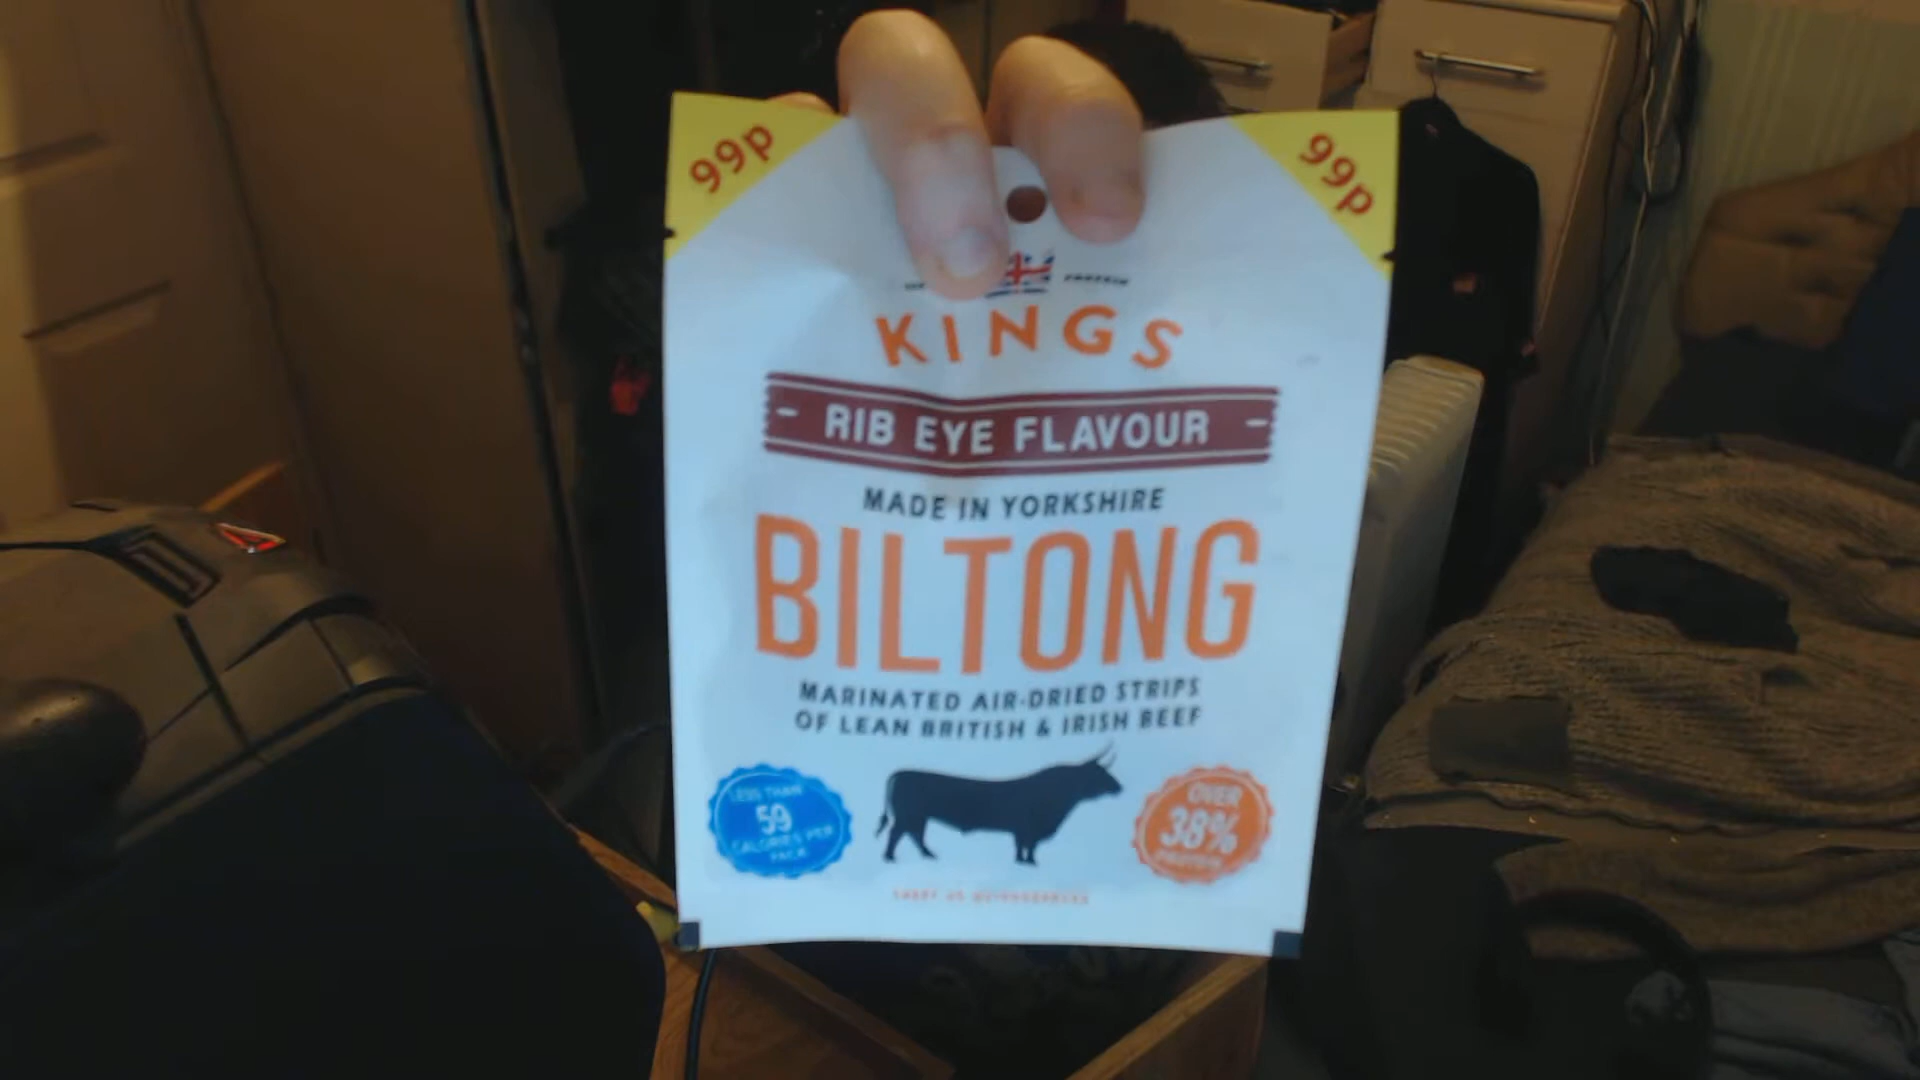 99p
99p
KINGS
- RIB EYE FLAVOUR -
MADE IN YORKSHIRE
BILTONG
MARINATED AIR-DRIED STRIPS
OF LEAN BRITISH & IRISH BEEF
LESS THAN
59
CALORIES PER
PACK
OVER
38%
PROTEIN